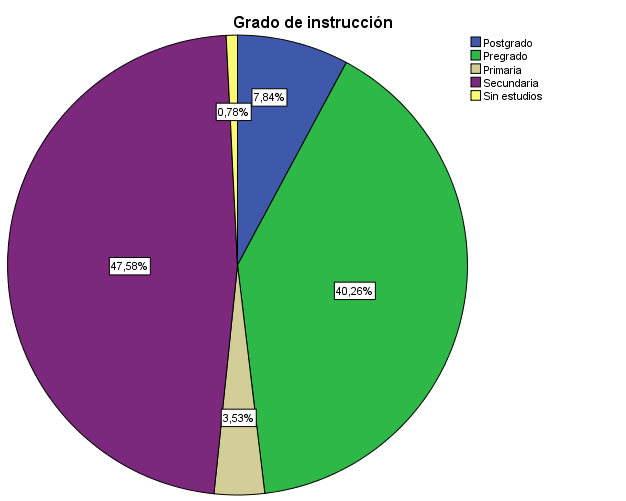 Grado de instrucción
Postgrado
Pregrado
Primaria
Secundaria
Sin estudios
7,84%
0,78%
47,58%
40,26%
3,53%